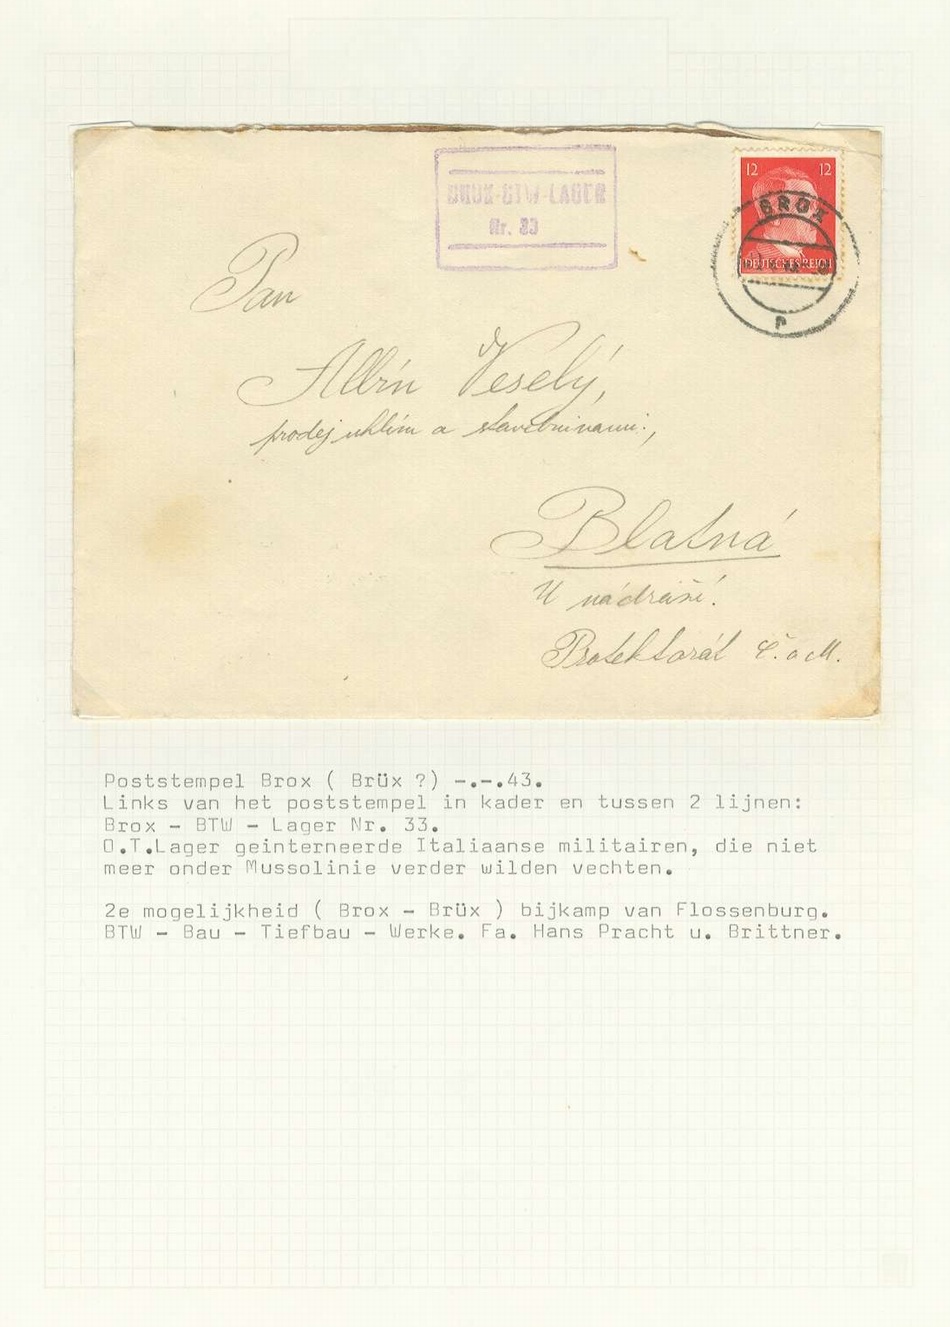 BRUX-BTW-LAGER
Nr. 33
12 12
BRÜX
DEUTSCHES REICH
p
Pan
Albín Veselý,
prodej uhlím a stavebninami.,
Blatná
U nádraží.
Protektorát Č. a M.
Poststempel Brox ( Brüx ?) -.-.43.
Links van het poststempel in kader en tussen 2 lijnen:
Brox - BTW - Lager Nr. 33.
O.T.Lager geinterneerde Italiaanse militairen, die niet
meer onder Mussolinie verder wilden vechten.
2e mogelijkheid ( Brox - Brüx ) bijkamp van Flossenburg.
BTW - Bau - Tiefbau - Werke. Fa. Hans Pracht u. Brittner.